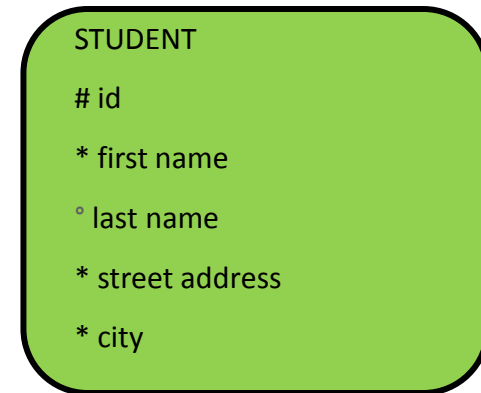 STUDENT
# id
* first name
° last name
* street address
* city